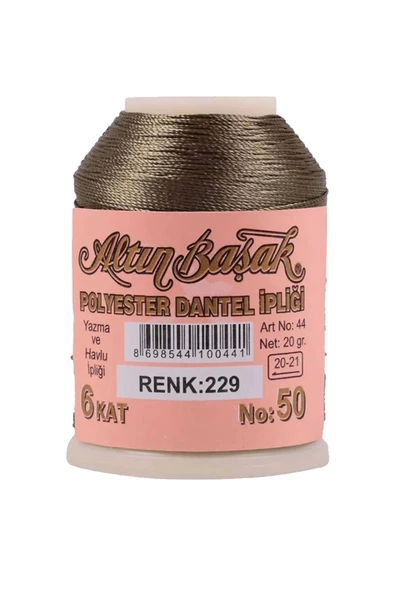 Altın Başak
POLYESTER DANTEL İPLİĞİ
Yazma
ve
Havlu
İpliği
8 698544 100441
Art No: 44
Net: 20 gr.
20-21
RENK:229
6 KAT
No: 50